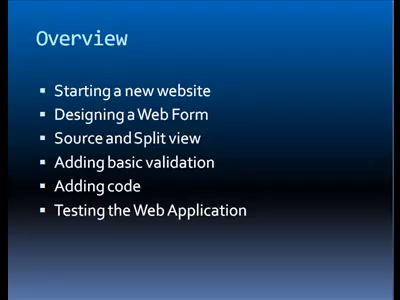 Overview
▪ Starting a new website
▪ Designing a Web Form
▪ Source and Split view
▪ Adding basic validation
▪ Adding code
▪ Testing the Web Application